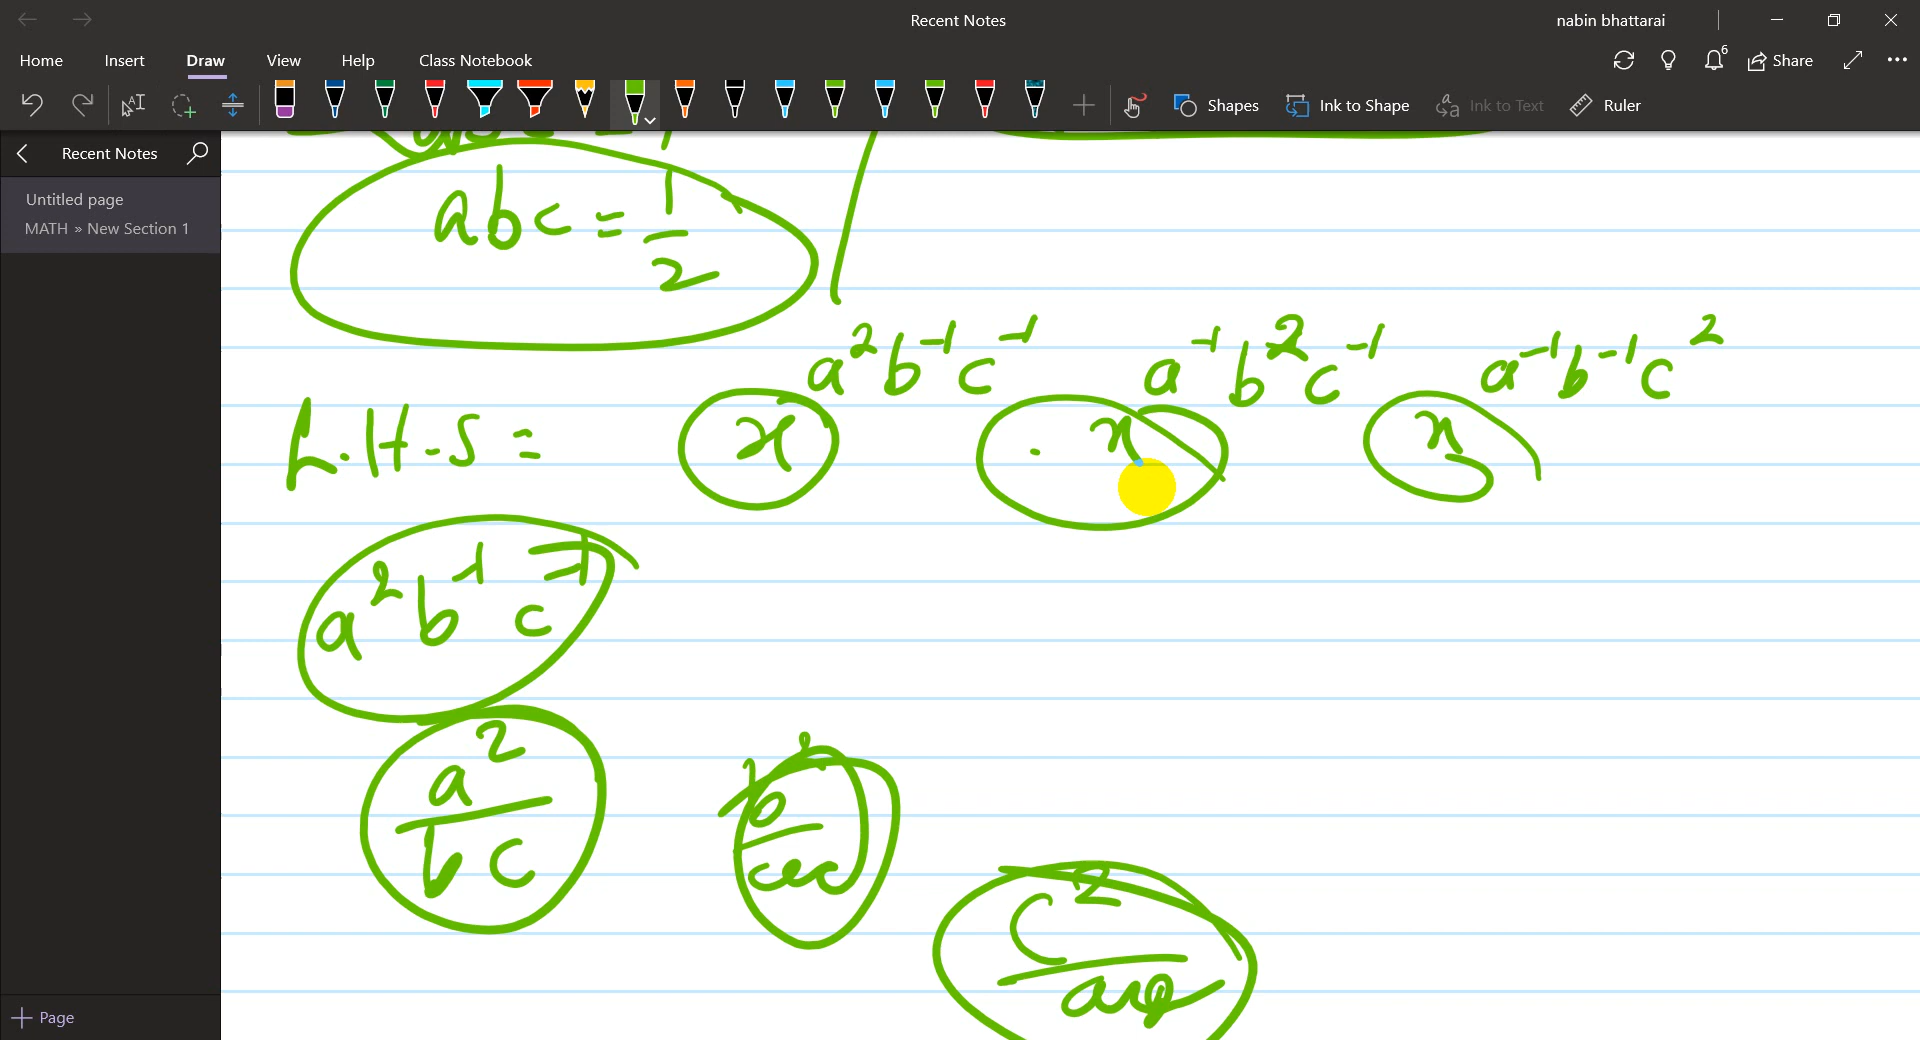 Recent Notes
nabin bhattarai
Home Insert Draw View Help Class Notebook
6
Share
Shapes Ink to Shape Ink to Text Ruler
Recent Notes
Untitled page
MATH » New Section 1
abc = 1/2
L.H.S = x^{a²b⁻¹c⁻¹} · x^{a⁻¹b²c⁻¹} x^{a⁻¹b⁻¹c²}
a²b⁻¹c⁻¹
a²/bc
c²
Page